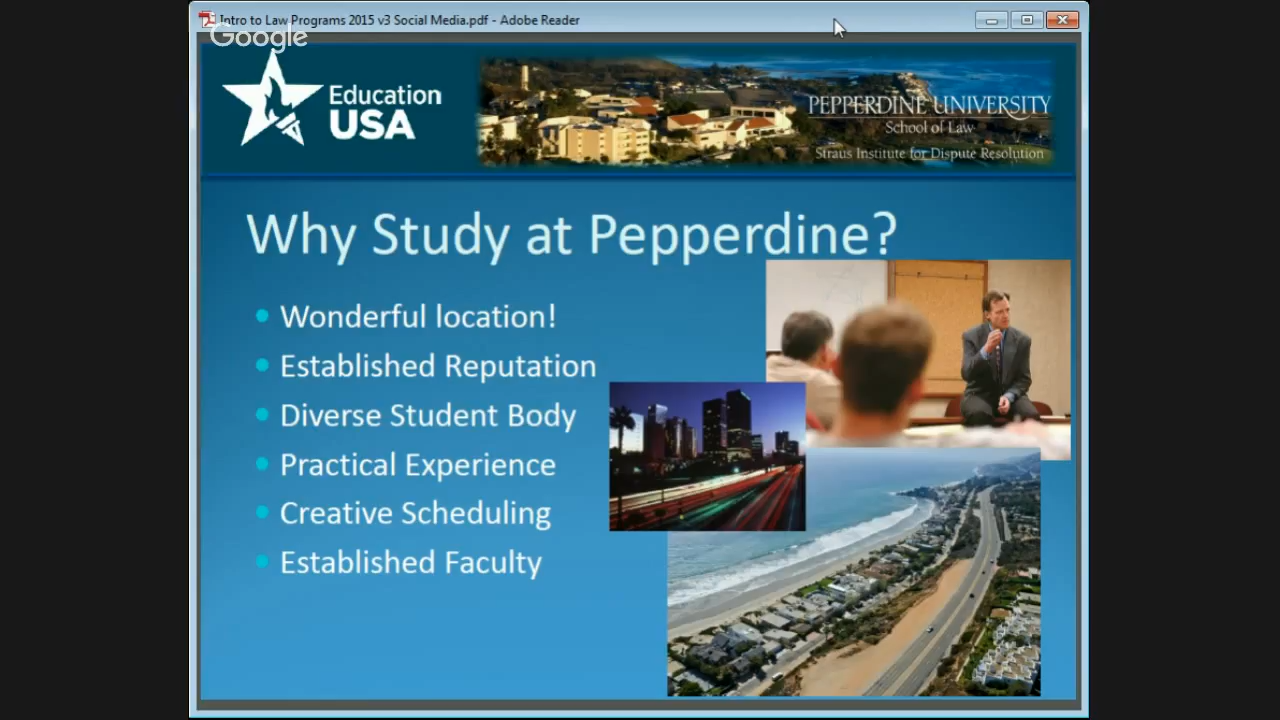 Intro to Law Programs 2015 v3 Social Media.pdf - Adobe Reader
Google
Education
USA
PEPPERDINE UNIVERSITY
School of Law
Straus Institute for Dispute Resolution
Why Study at Pepperdine?
• Wonderful location!
• Established Reputation
• Diverse Student Body
• Practical Experience
• Creative Scheduling
• Established Faculty